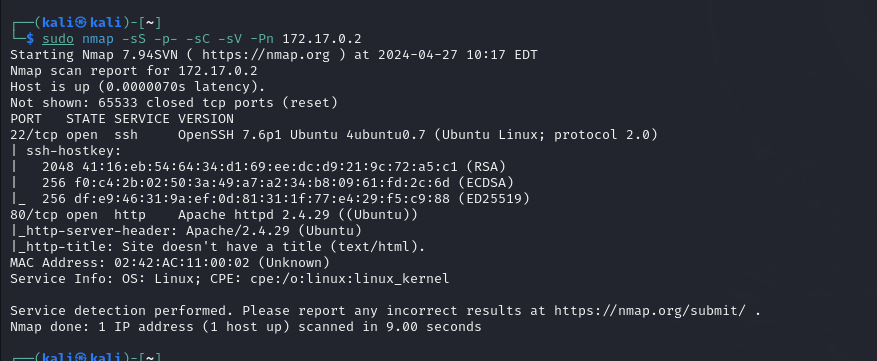 ┌──(kali㉿kali)-[~]
└─$ sudo nmap -sS -p- -sC -sV -Pn 172.17.0.2
Starting Nmap 7.94SVN ( https://nmap.org ) at 2024-04-27 10:17 EDT
Nmap scan report for 172.17.0.2
Host is up (0.0000070s latency).
Not shown: 65533 closed tcp ports (reset)
PORT   STATE SERVICE VERSION
22/tcp open  ssh     OpenSSH 7.6p1 Ubuntu 4ubuntu0.7 (Ubuntu Linux; protocol 2.0)
| ssh-hostkey:
|   2048 41:16:eb:54:64:34:d1:69:ee:dc:d9:21:9c:72:a5:c1 (RSA)
|   256 f0:c4:2b:02:50:3a:49:a7:a2:34:b8:09:61:fd:2c:6d (ECDSA)
|_  256 df:e9:46:31:9a:ef:0d:81:31:1f:77:e4:29:f5:c9:88 (ED25519)
80/tcp open  http    Apache httpd 2.4.29 ((Ubuntu))
|_http-server-header: Apache/2.4.29 (Ubuntu)
|_http-title: Site doesn't have a title (text/html).
MAC Address: 02:42:AC:11:00:02 (Unknown)
Service Info: OS: Linux; CPE: cpe:/o:linux:linux_kernel

Service detection performed. Please report any incorrect results at https://nmap.org/submit/ .
Nmap done: 1 IP address (1 host up) scanned in 9.00 seconds

┌──(kali㉿kali)-[~]